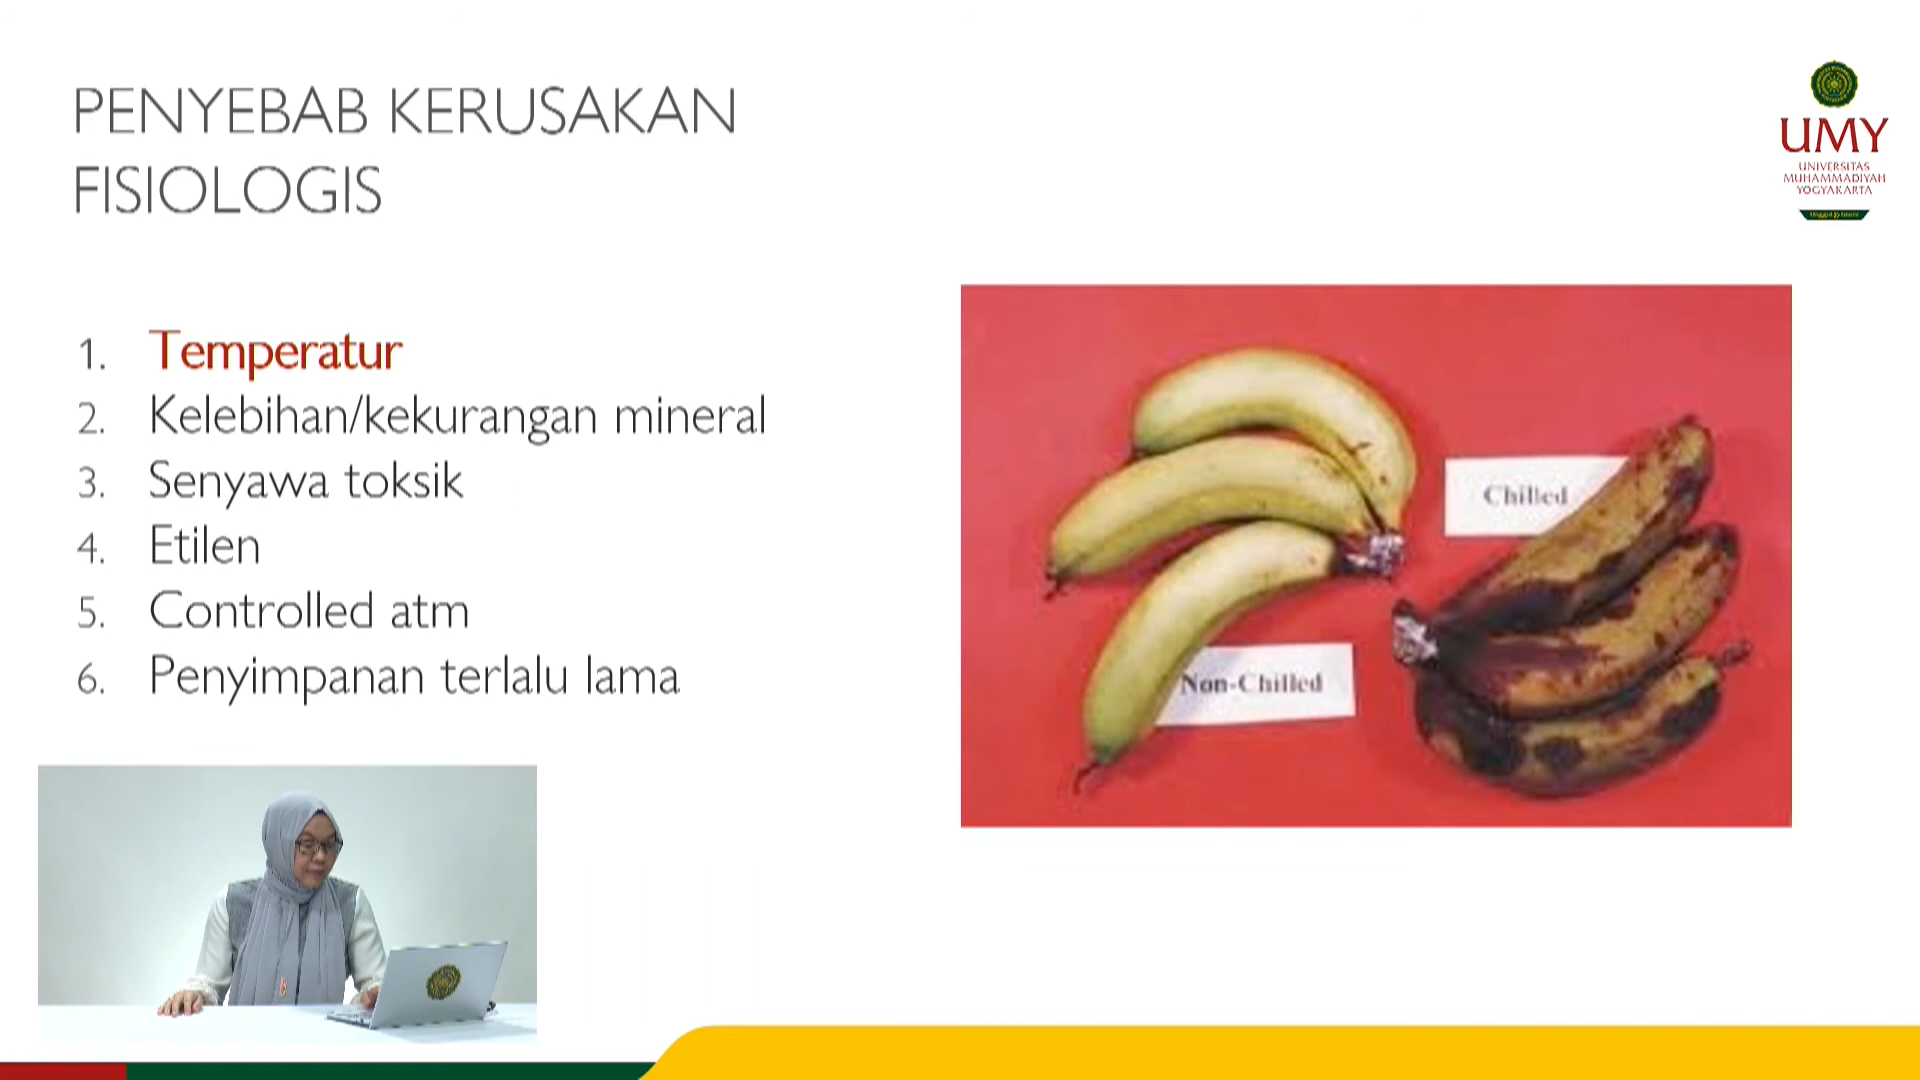 PENYEBAB KERUSAKAN
FISIOLOGIS
UMY
UNIVERSITAS
MUHAMMADIYAH
YOGYAKARTA
1. Temperatur
2. Kelebihan/kekurangan mineral
3. Senyawa toksik
4. Etilen
5. Controlled atm
6. Penyimpanan terlalu lama
Chilled
Non-Chilled